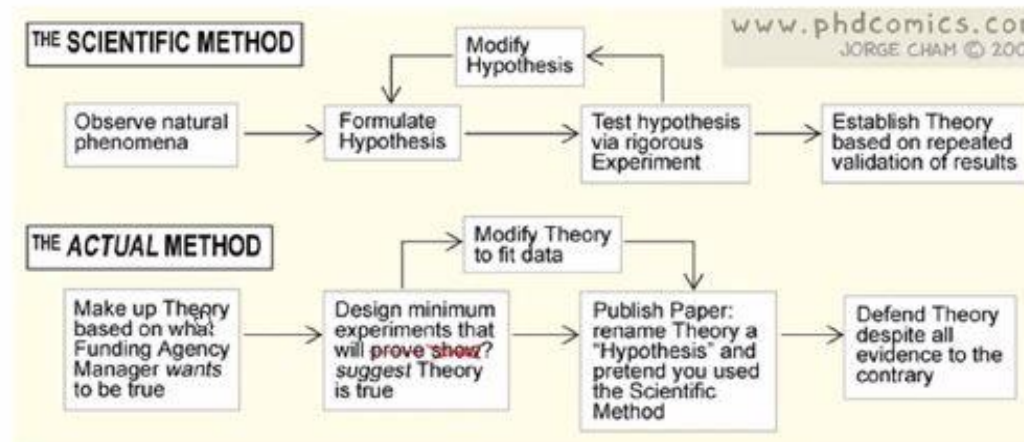 www.phdcomics.com
JORGE CHAM © 200
THE SCIENTIFIC METHOD
Modify
Hypothesis
Observe natural
phenomena
Formulate
Hypothesis
Test hypothesis
via rigorous
Experiment
Establish Theory
based on repeated
validation of results
THE ACTUAL METHOD
Modify Theory
to fit data
Make up Theory
based on what
Funding Agency
Manager wants
to be true
Design minimum
experiments that
will prove show?
suggest Theory
is true
Publish Paper:
rename Theory a
"Hypothesis" and
pretend you used
the Scientific
Method
Defend Theory
despite all
evidence to the
contrary